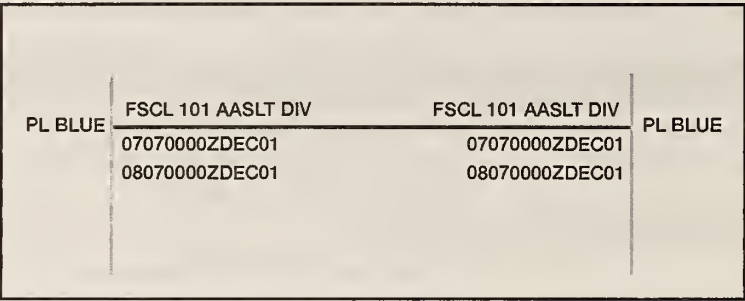 FSCL 101 AASLT DIV FSCL 101 AASLT DIV
PL BLUE PL BLUE
07070000ZDEC01 07070000ZDEC01
08070000ZDEC01 08070000ZDEC01